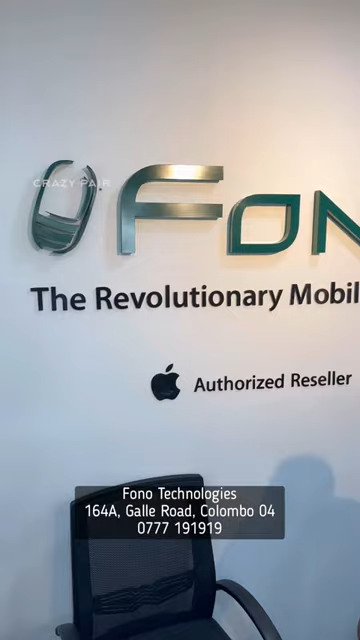 CRAZY PAIR
FON
The Revolutionary Mobil
Authorized Reseller
Fono Technologies
164A, Galle Road, Colombo 04
0777 191919